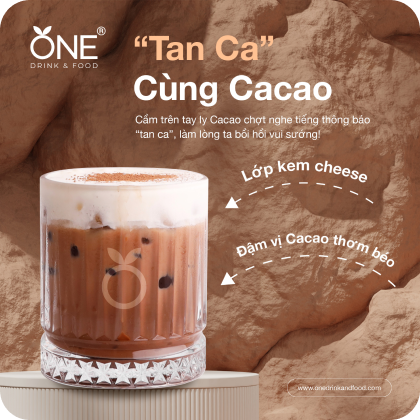 ONE®
DRINK & FOOD
“Tan Ca”
Cùng Cacao
Cầm trên tay ly Cacao chợt nghe tiếng thông báo
“tan ca”, làm lòng ta bồi hồi vui sướng!
Lớp kem cheese
Đậm vị Cacao thơm béo
www.onedrinkandfood.com